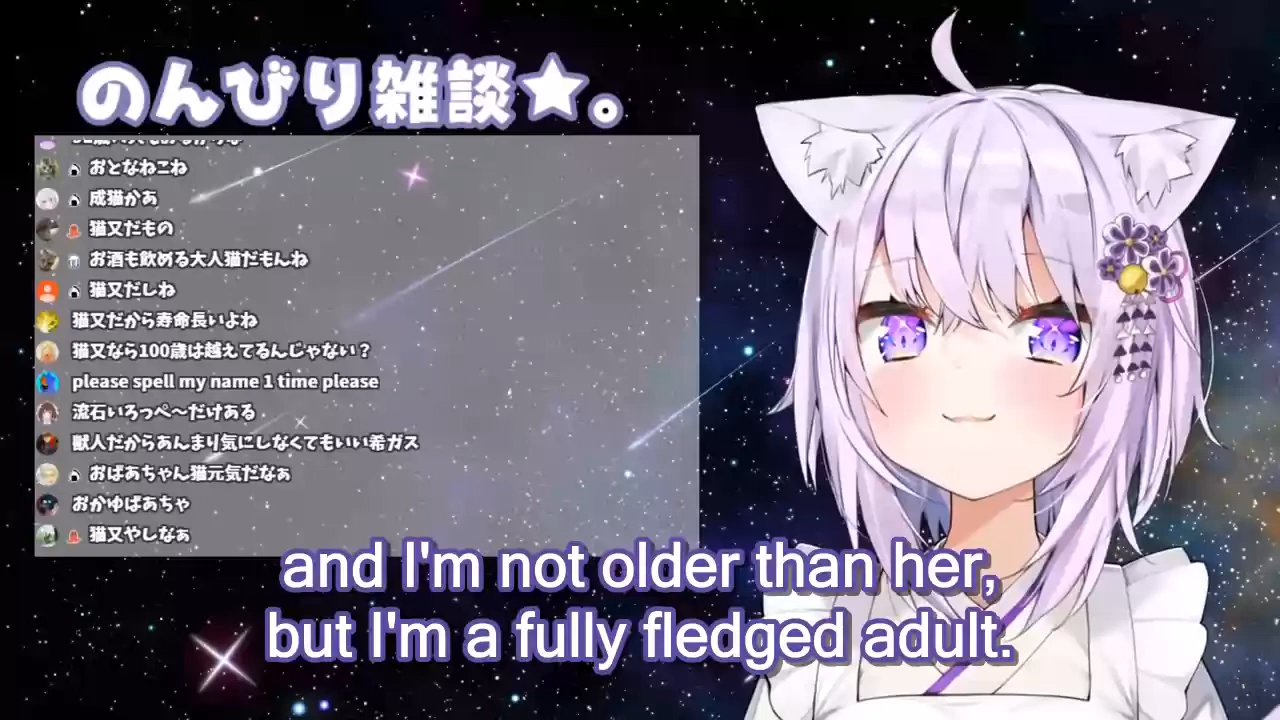 のんびり雑談★。
おとなねこね
成猫かあ
猫又だもの
お酒も飲める大人猫だもんね
猫又だしね
猫又だから寿命長いよね
猫又なら100歳は越えてるんじゃない？
please spell my name 1 time please
流石いろっぺ〜だけある
獣人だからあんまり気にしなくてもいい希ガス
おばあちゃん猫元気だなぁ
おかゆばあちゃ
猫又やしなぁ
and I'm not older than her,
but I'm a fully fledged adult.